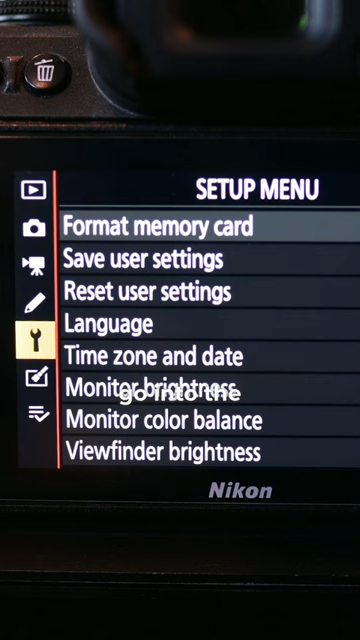 SETUP MENU
Format memory card
Save user settings
Reset user settings
Language
Time zone and date
Monitor brightness
go into the
Monitor color balance
Viewfinder brightness
Nikon